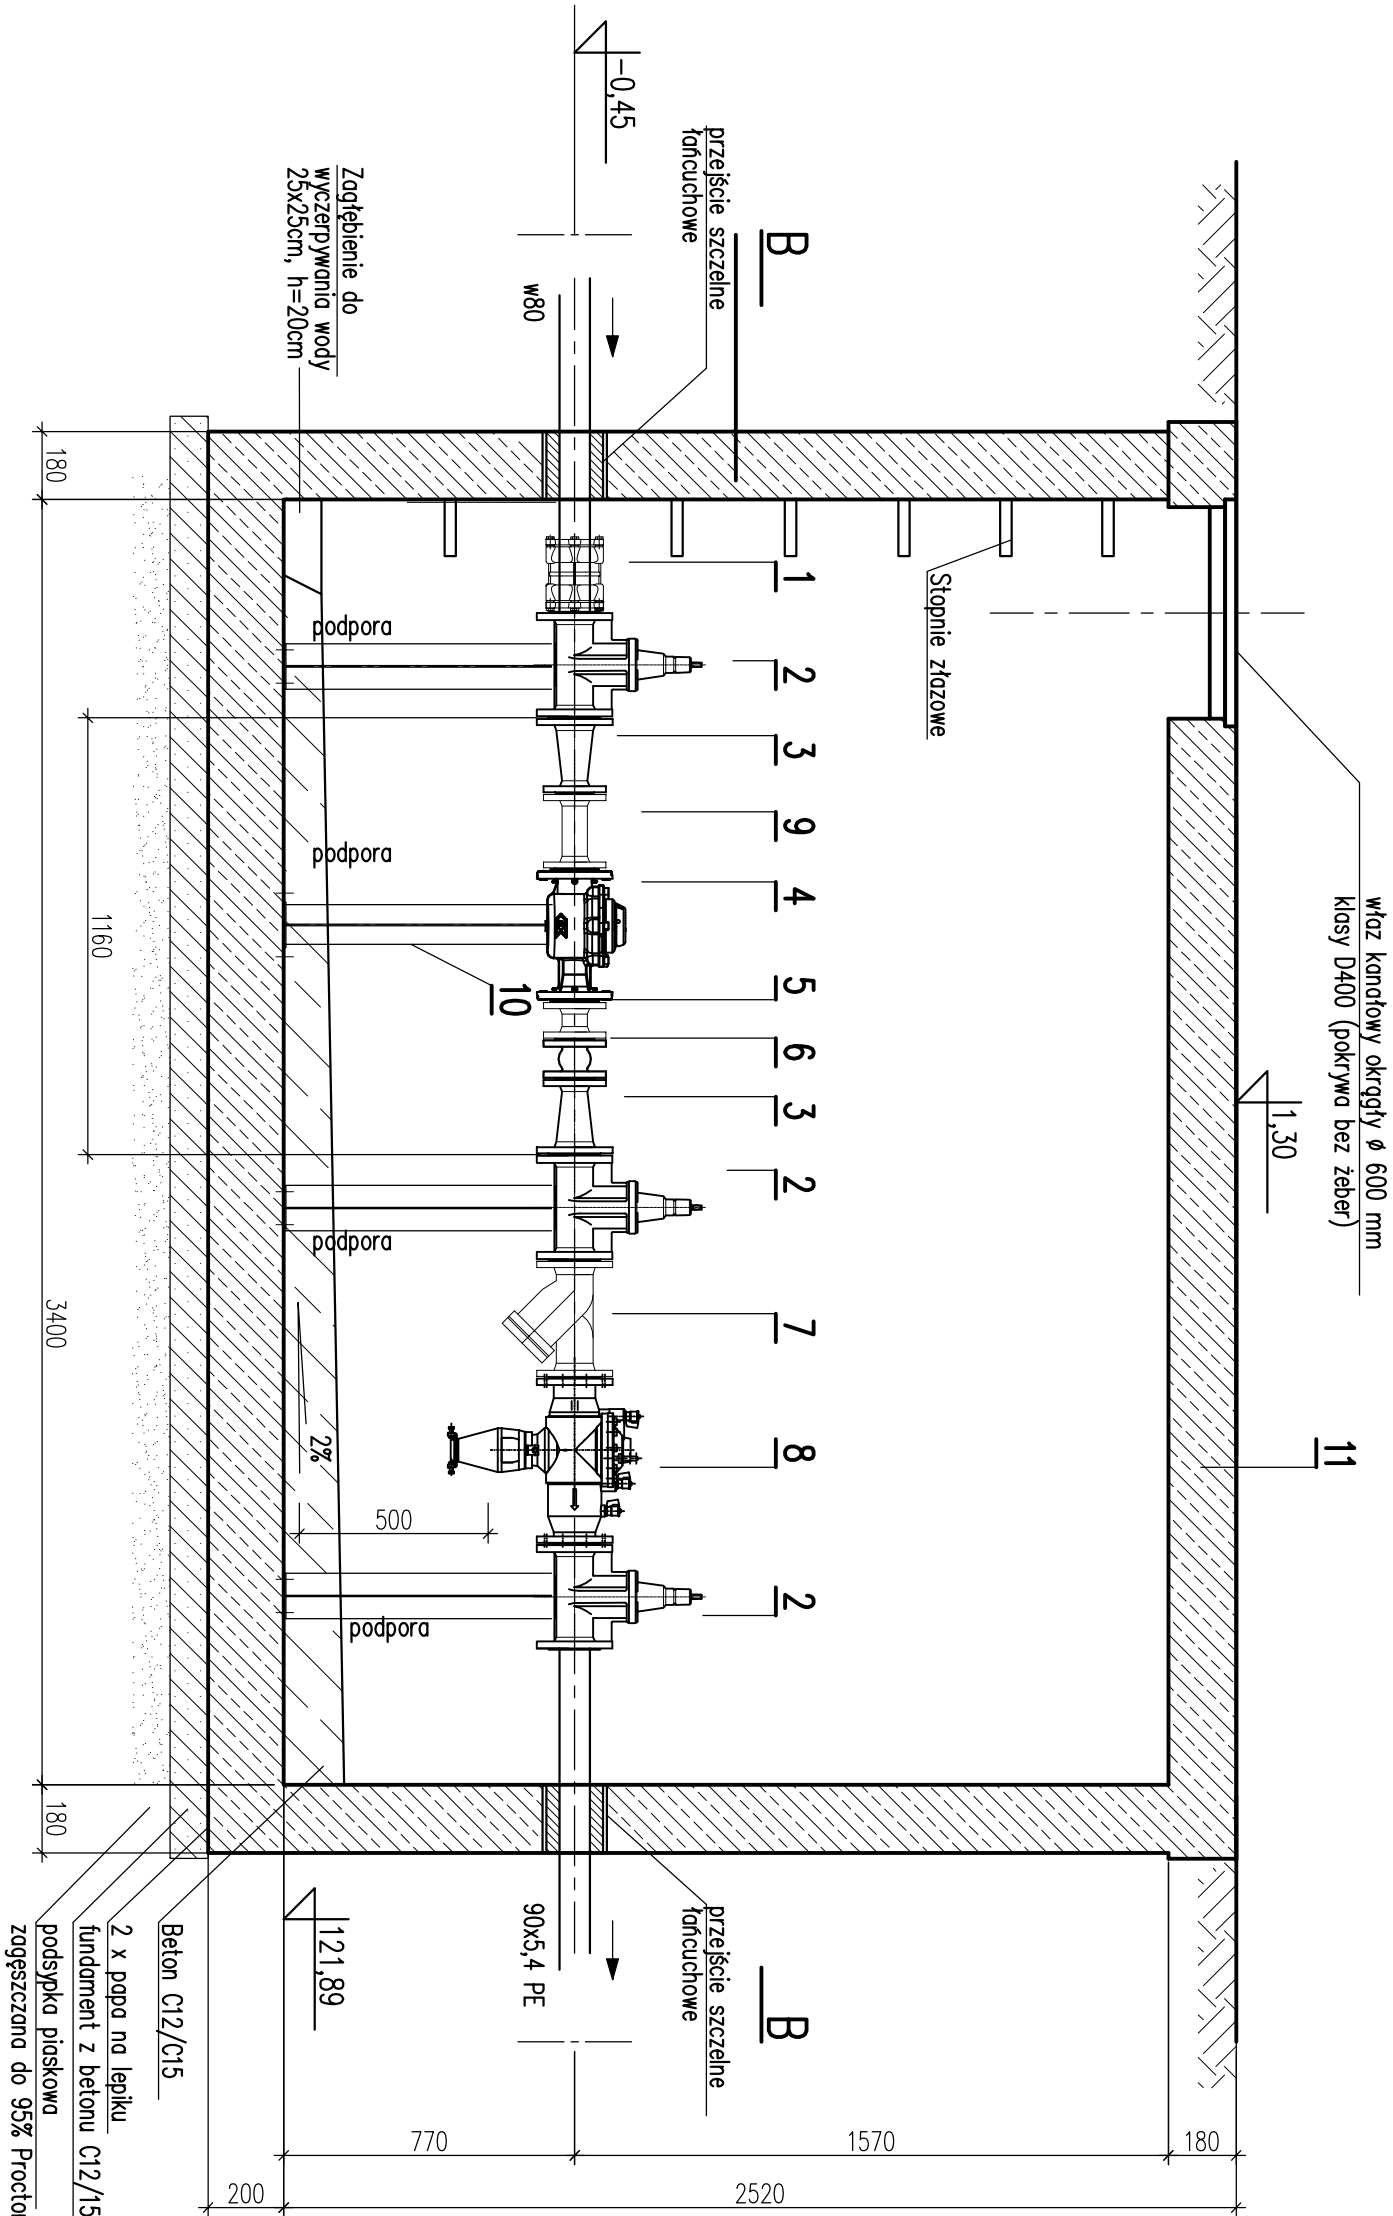 właz kanałowy okrągły ø 600 mm
klasy D400 (pokrywa bez żeber)
1,30
11
-0,45
przejście szczelne
łańcuchowe
B
Stopnie złazowe
przejście szczelne
łańcuchowe
B
1
2
3
9
4
5
6
3
2
7
8
2
w80
10
90x5,4 PE
Zagłębienie do
wyczerpywania wody
25x25cm, h=20cm
podpora
podpora
podpora
podpora
500
2%
121,89
1160
180
3400
180
770
1570
180
200
2520
Beton C12/C15
2 x papa na lepiku
fundament z betonu C12/15
podsypka piaskowa
zagęszczana do 95% Proctor